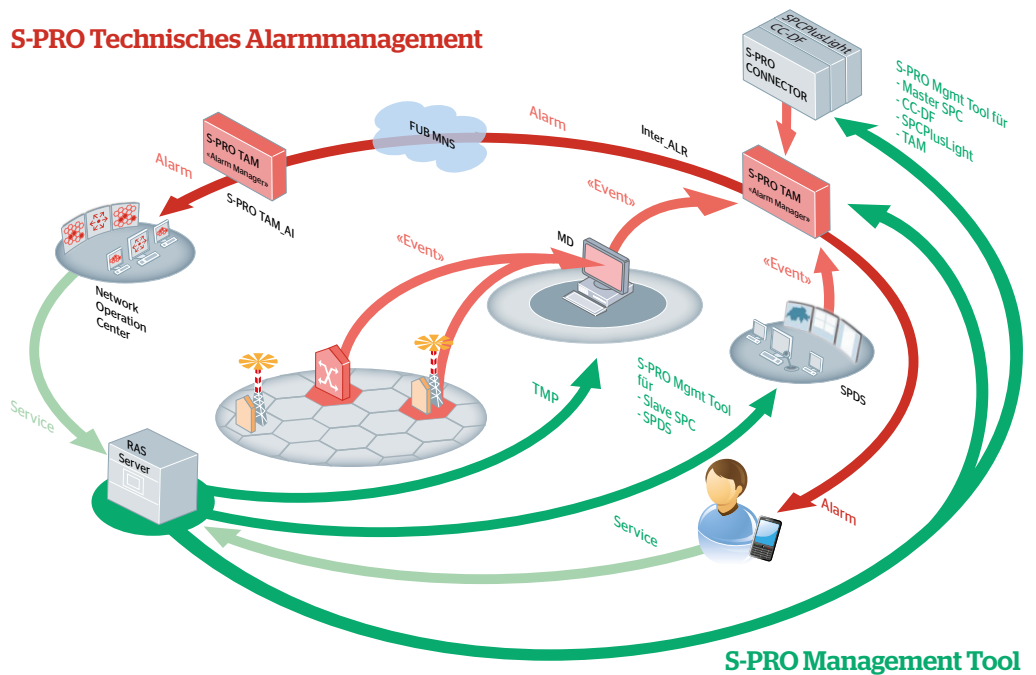 S-PRO Technisches Alarmmanagement
SPCPlusLight
CC-DF
S-PRO
CONNECTOR
S-PRO Mgmt Tool für
- Master SPC
- CC-DF
- SPCPlusLight
- TAM
FUB MNS
Alarm
Inter_ALR
S-PRO TAM
«Alarm Manager»
Alarm
S-PRO TAM_AI
S-PRO TAM
«Alarm Manager»
«Event»
MD
«Event»
«Event»
Network
Operation
Center
SPDS
TMP
S-PRO Mgmt Tool
für
- Slave SPC
- SPDS
Service
RAS
Server
Service
Alarm
S-PRO Management Tool